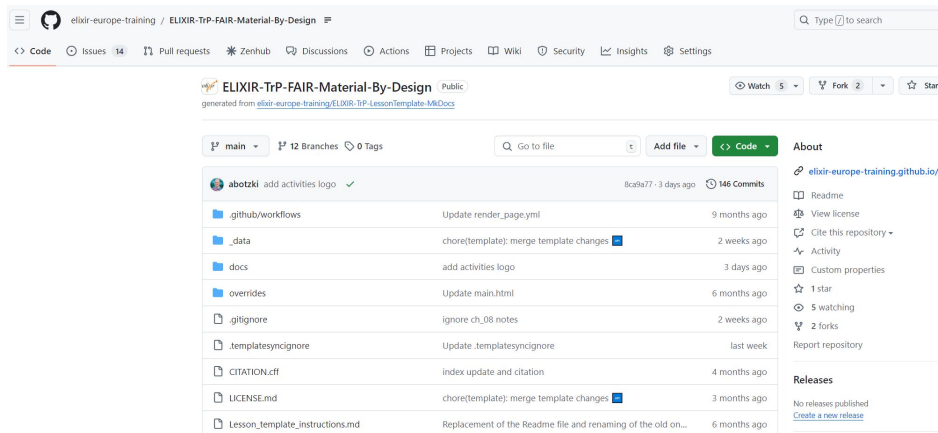 elixir-europe-training / ELIXIR-TrP-FAIR-Material-By-Design
Type / to search
Code Issues 14 Pull requests Zenhub Discussions Actions Projects Wiki Security Insights Settings
ELIXIR-TrP-FAIR-Material-By-Design Public
generated from elixir-europe-training/ELIXIR-TrP-LessonTemplate-MkDocs
Watch 5 Fork 2 Star
main 12 Branches 0 Tags Go to file t Add file Code
abotzki add activities logo 8ca9a77 · 3 days ago 146 Commits
.github/workflows Update render_page.yml 9 months ago
_data chore(template): merge template changes 2 weeks ago
docs add activities logo 3 days ago
overrides Update main.html 6 months ago
.gitignore ignore ch_08 notes 2 weeks ago
.templatesyncignore Update .templatesyncignore last week
CITATION.cff index update and citation 4 months ago
LICENSE.md chore(template): merge template changes 3 months ago
Lesson_template_instructions.md Replacement of the Readme file and renaming of the old on... 6 months ago
About
elixir-europe-training.github.io/
Readme
View license
Cite this repository
Activity
Custom properties
1 star
5 watching
2 forks
Report repository
Releases
No releases published
Create a new release